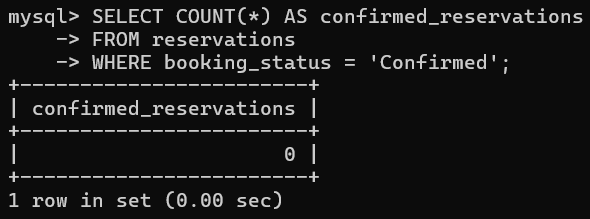 mysql> SELECT COUNT(*) AS confirmed_reservations
    -> FROM reservations
    -> WHERE booking_status = 'Confirmed';
+------------------------+
| confirmed_reservations |
+------------------------+
|                      0 |
+------------------------+
1 row in set (0.00 sec)